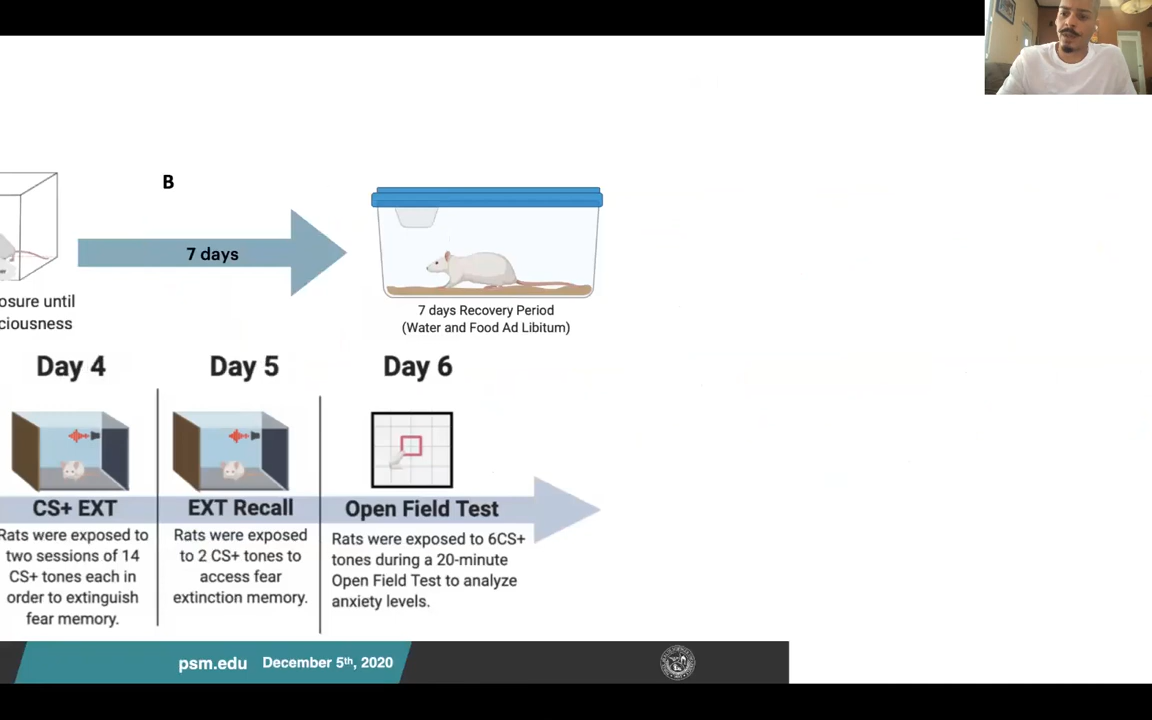 B
7 days
osure until
ciousness
7 days Recovery Period
(Water and Food Ad Libitum)
Day 4
Day 5
Day 6
CS+ EXT
EXT Recall
Open Field Test
Rats were exposed to
two sessions of 14
CS+ tones each in
order to extinguish
fear memory.
Rats were exposed
to 2 CS+ tones to
access fear
extinction memory.
Rats were exposed to 6CS+
tones during a 20-minute
Open Field Test to analyze
anxiety levels.
psm.edu December 5th, 2020